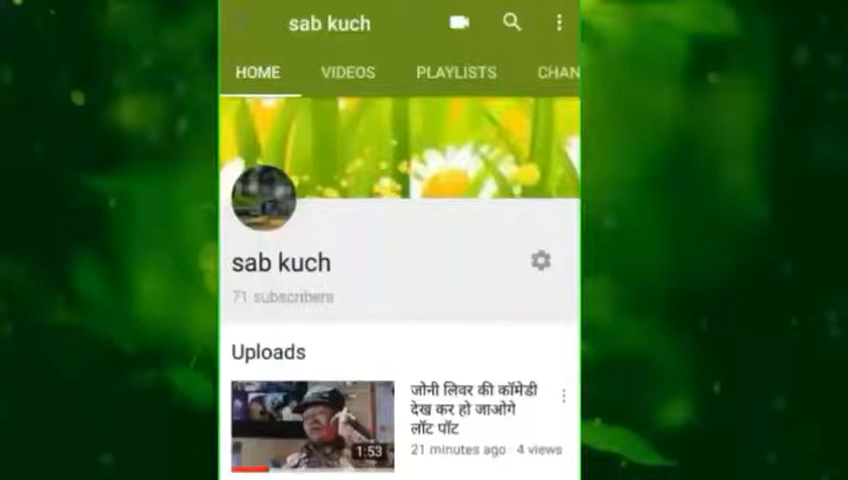 sab kuch
HOME VIDEOS PLAYLISTS CHAN
sab kuch
71 subscribers
Uploads
जोनी लिवर की कॉमेडी
देख कर हो जाओगे
लॉट पॉट
1:53
21 minutes ago · 4 views